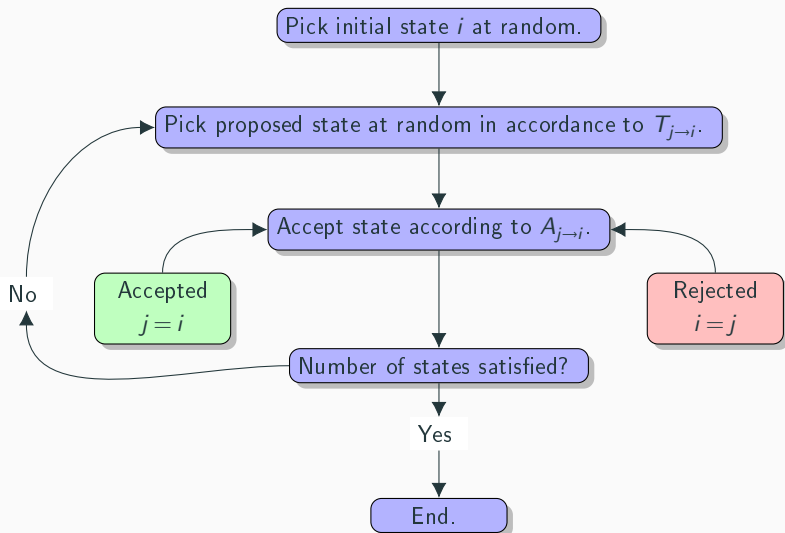 Pick initial state i at random.
Pick proposed state at random in accordance to T_{j→i}.
Accept state according to A_{j→i}.
Accepted
j = i
Rejected
i = j
No
Number of states satisfied?
Yes
End.